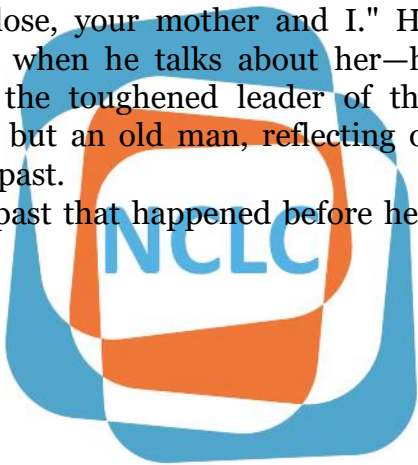 lose, your mother and I." H
when he talks about her—h
the toughened leader of th
but an old man, reflecting o
past.
past that happened before he
NCLC